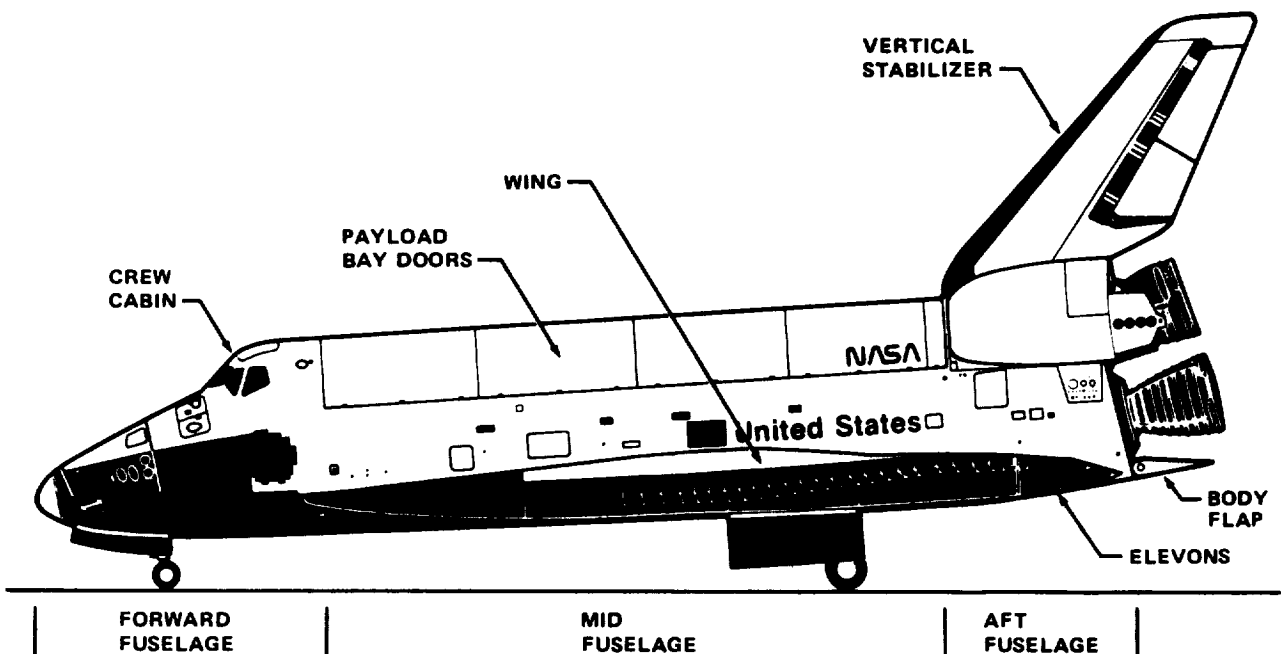 VERTICAL
STABILIZER
WING
PAYLOAD
BAY DOORS
CREW
CABIN
NASA
United States
BODY
FLAP
ELEVONS
FORWARD
FUSELAGE
MID
FUSELAGE
AFT
FUSELAGE